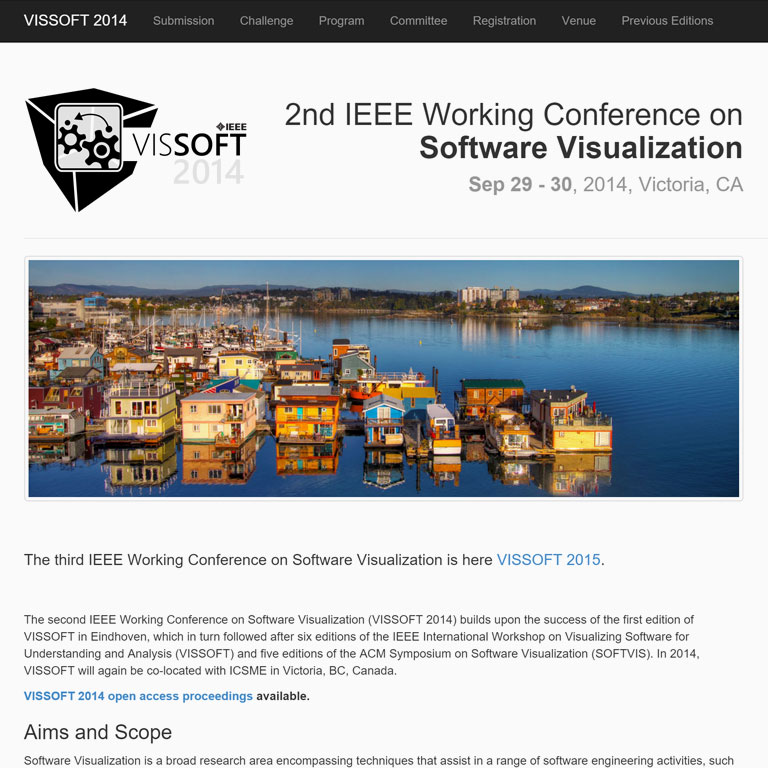 VISSOFT 2014 Submission Challenge Program Committee Registration Venue Previous Editions
IEEE
VISSOFT
2014
2nd IEEE Working Conference on
Software Visualization
Sep 29 - 30, 2014, Victoria, CA
The third IEEE Working Conference on Software Visualization is here VISSOFT 2015.
The second IEEE Working Conference on Software Visualization (VISSOFT 2014) builds upon the success of the first edition of
VISSOFT in Eindhoven, which in turn followed after six editions of the IEEE International Workshop on Visualizing Software for
Understanding and Analysis (VISSOFT) and five editions of the ACM Symposium on Software Visualization (SOFTVIS). In 2014,
VISSOFT will again be co-located with ICSME in Victoria, BC, Canada.
VISSOFT 2014 open access proceedings available.
Aims and Scope
Software Visualization is a broad research area encompassing techniques that assist in a range of software engineering activities, such